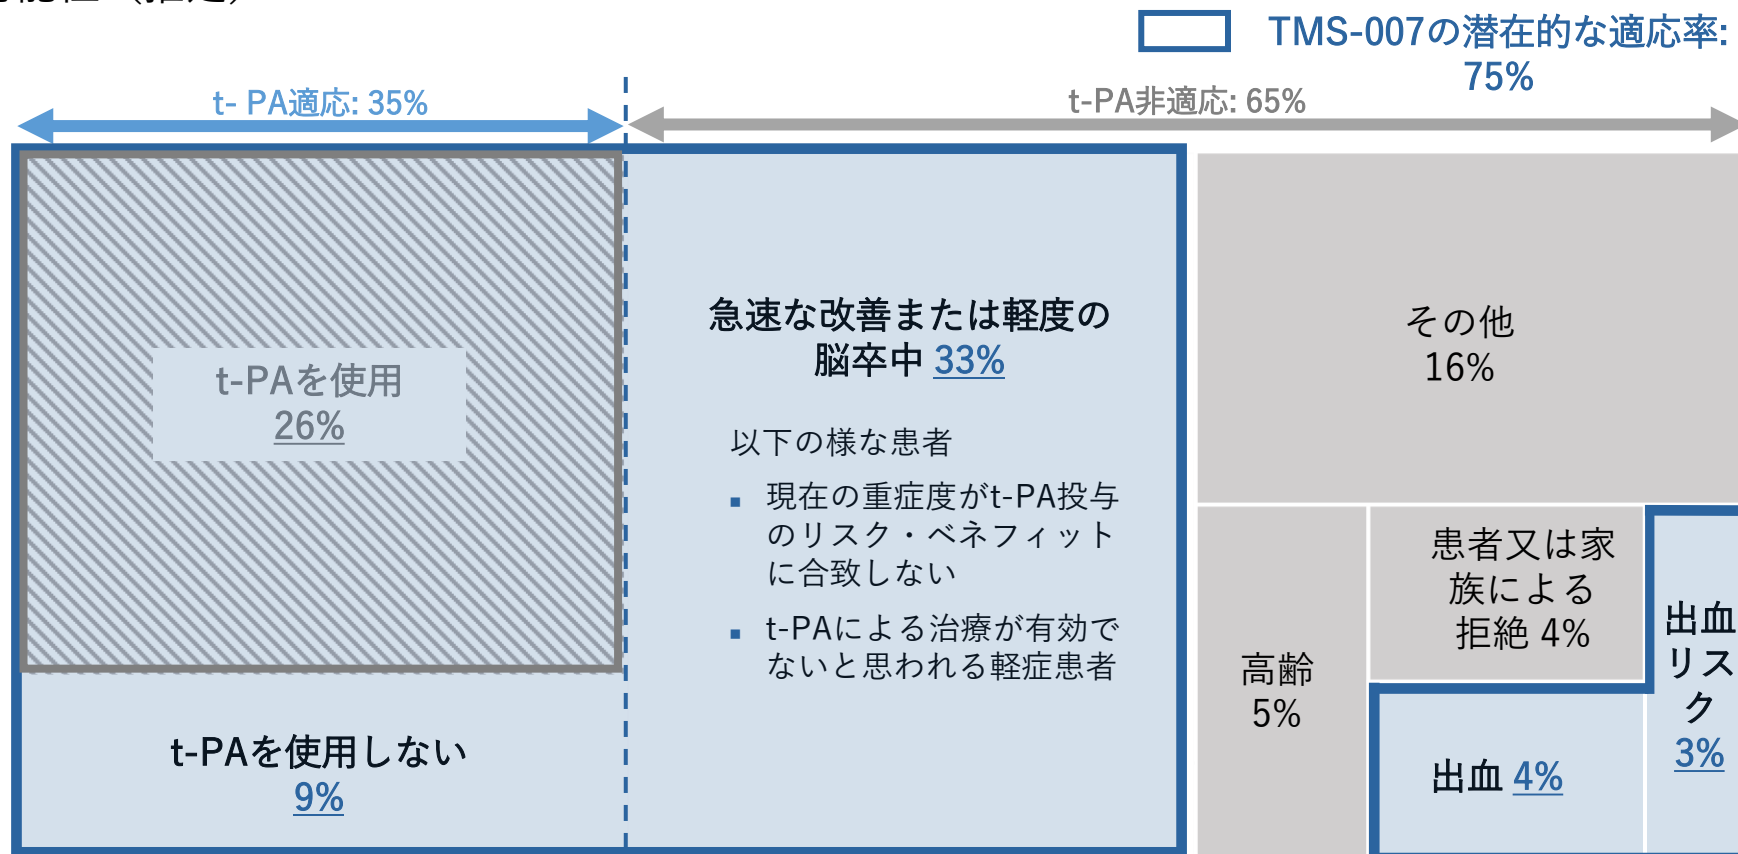 TMS-007の潜在的な適応率:
75%
t- PA適応: 35%
t-PA非適応: 65%
t-PAを使用
26%
t-PAを使用しない
9%
急速な改善または軽度の
脳卒中 33%
以下の様な患者
▪ 現在の重症度がt-PA投与
のリスク・ベネフィット
に合致しない
▪ t-PAによる治療が有効で
ないと思われる軽症患者
その他
16%
高齢
5%
患者又は家
族による
拒絶 4%
出血 4%
出血
リス
ク
3%